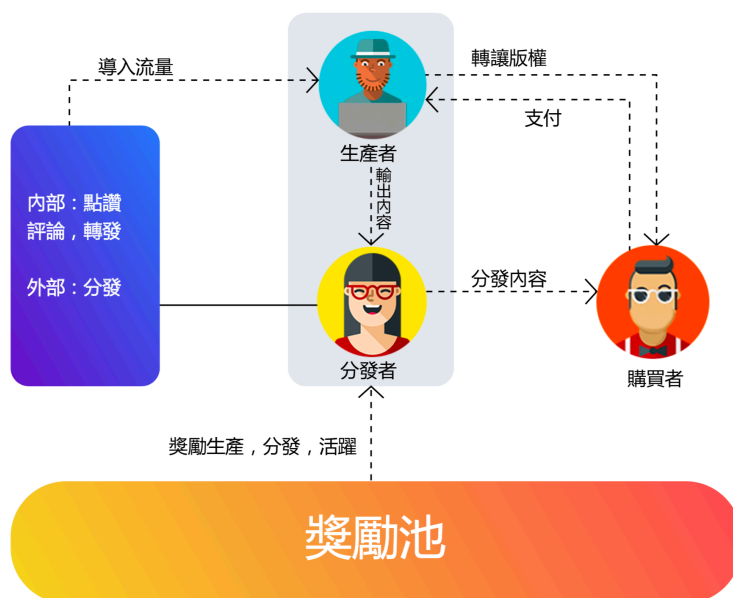 導入流量
轉讓版權
支付
生產者
輸出內容
內部：點讚
評論，轉發
外部：分發
分發內容
分發者
購買者
獎勵生產，分發，活躍
獎勵池